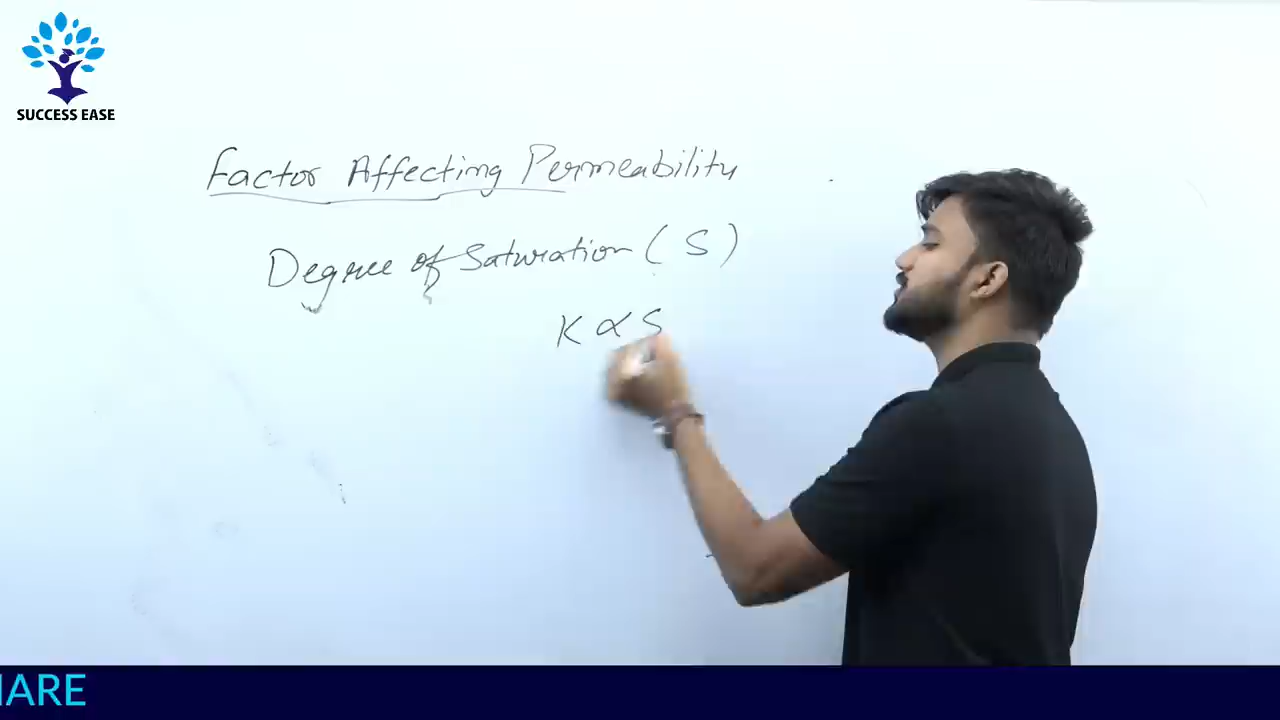 SUCCESS EASE
Factor Affecting Permeability
Degree of Saturation (S)
K ∝ S
HARE